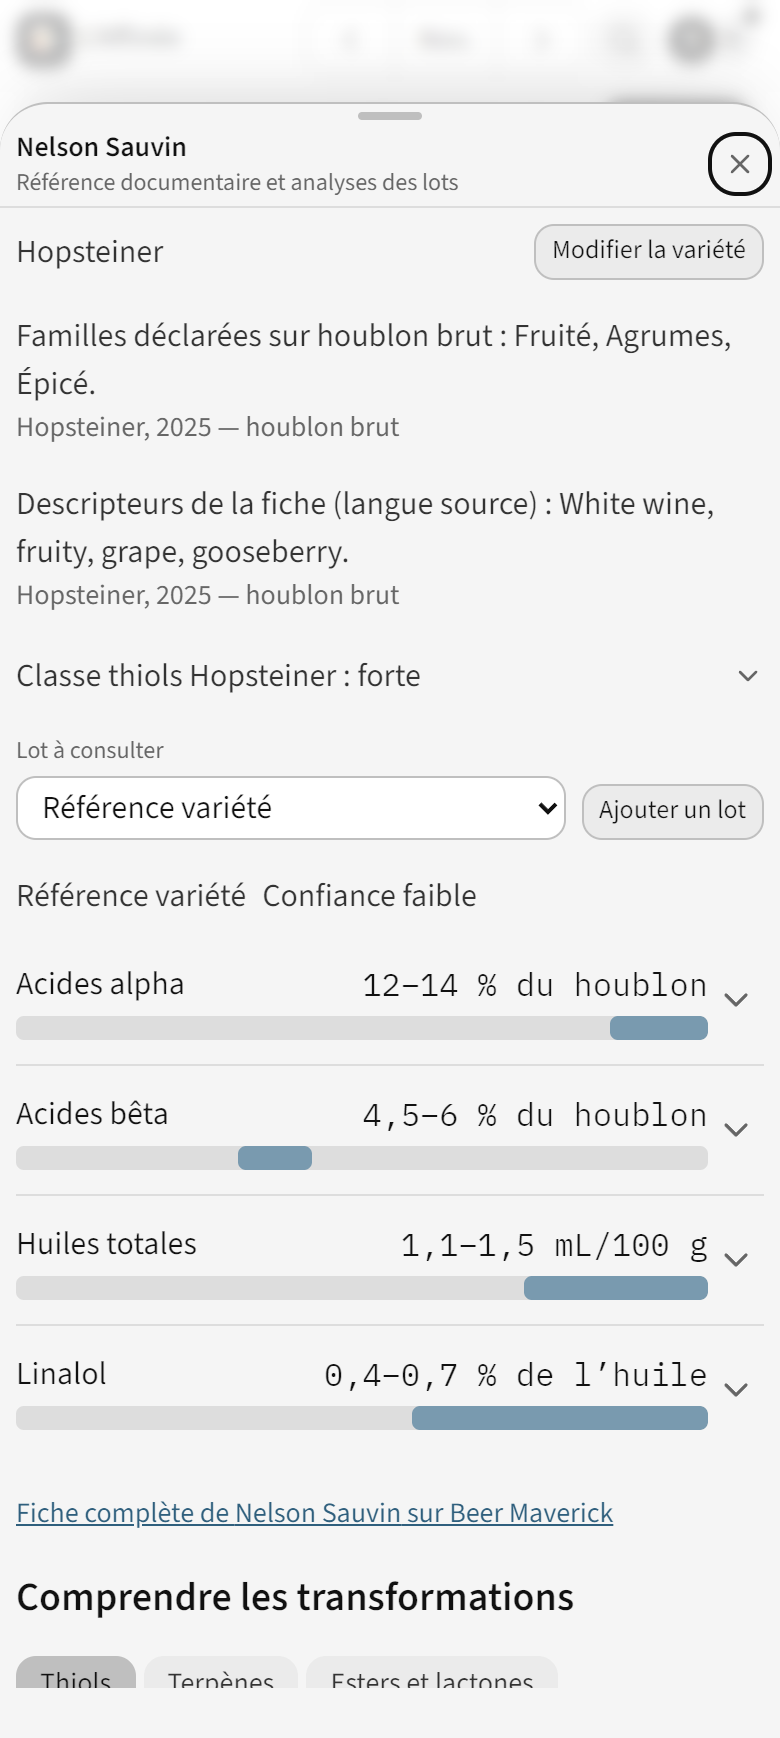 Nelson Sauvin
Référence documentaire et analyses des lots
Hopsteiner
Modifier la variété
Familles déclarées sur houblon brut : Fruité, Agrumes,
Épicé.
Hopsteiner, 2025 — houblon brut
Descripteurs de la fiche (langue source) : White wine,
fruity, grape, gooseberry.
Hopsteiner, 2025 — houblon brut
Classe thiols Hopsteiner : forte
Lot à consulter
Référence variété
Ajouter un lot
Référence variété Confiance faible
Acides alpha 12–14 % du houblon
Acides bêta 4,5–6 % du houblon
Huiles totales 1,1–1,5 mL/100 g
Linalol 0,4–0,7 % de l’huile
Fiche complète de Nelson Sauvin sur Beer Maverick
Comprendre les transformations
Thiols Terpènes Esters et lactones